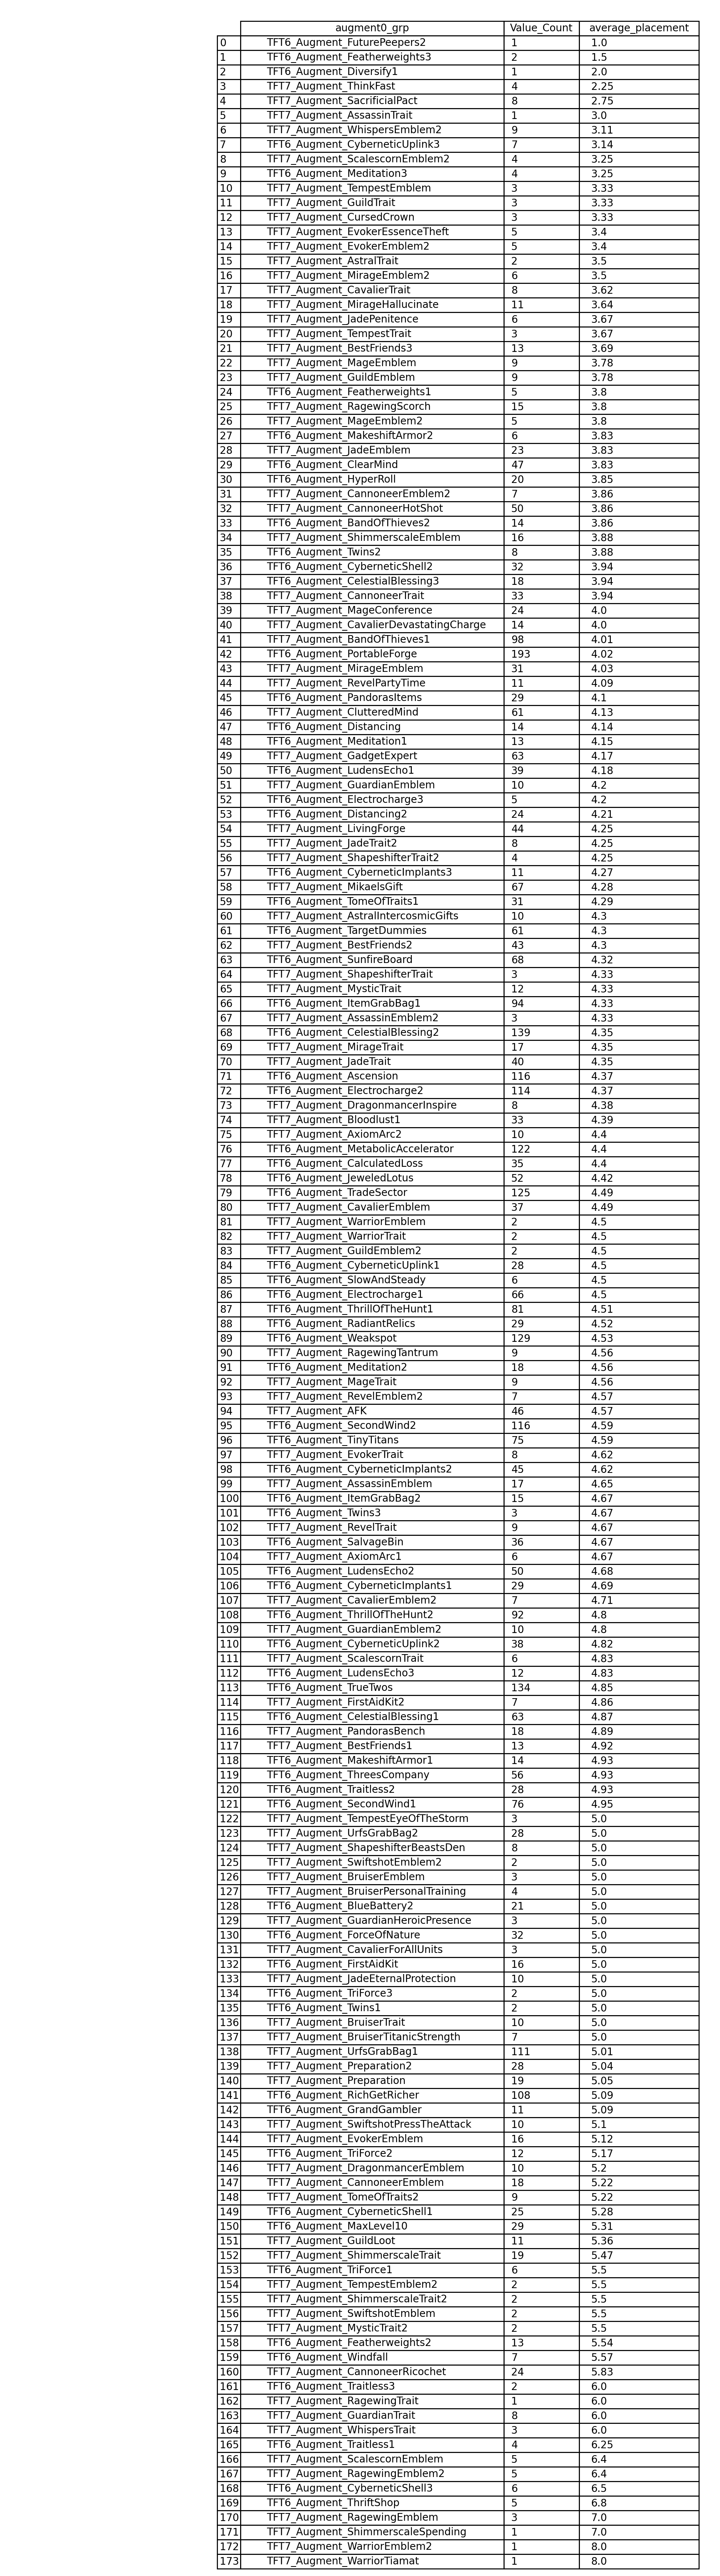 augment0_grp Value_Count average_placement
0 TFT6_Augment_FuturePeepers2 1 1.0
1 TFT6_Augment_Featherweights3 2 1.5
2 TFT6_Augment_Diversify1 1 2.0
3 TFT7_Augment_ThinkFast 4 2.25
4 TFT7_Augment_SacrificialPact 8 2.75
5 TFT7_Augment_AssassinTrait 1 3.0
6 TFT7_Augment_WhispersEmblem2 9 3.11
7 TFT6_Augment_CyberneticUplink3 7 3.14
8 TFT7_Augment_ScalescornEmblem2 4 3.25
9 TFT6_Augment_Meditation3 4 3.25
10 TFT7_Augment_TempestEmblem 3 3.33
11 TFT7_Augment_GuildTrait 3 3.33
12 TFT7_Augment_CursedCrown 3 3.33
13 TFT7_Augment_EvokerEssenceTheft 5 3.4
14 TFT7_Augment_EvokerEmblem2 5 3.4
15 TFT7_Augment_AstralTrait 2 3.5
16 TFT7_Augment_MirageEmblem2 6 3.5
17 TFT7_Augment_CavalierTrait 8 3.62
18 TFT7_Augment_MirageHallucinate 11 3.64
19 TFT7_Augment_JadePenitence 6 3.67
20 TFT7_Augment_TempestTrait 3 3.67
21 TFT7_Augment_BestFriends3 13 3.69
22 TFT7_Augment_MageEmblem 9 3.78
23 TFT7_Augment_GuildEmblem 9 3.78
24 TFT6_Augment_Featherweights1 5 3.8
25 TFT7_Augment_RagewingScorch 15 3.8
26 TFT7_Augment_MageEmblem2 5 3.8
27 TFT6_Augment_MakeshiftArmor2 6 3.83
28 TFT7_Augment_JadeEmblem 23 3.83
29 TFT6_Augment_ClearMind 47 3.83
30 TFT6_Augment_HyperRoll 20 3.85
31 TFT7_Augment_CannoneerEmblem2 7 3.86
32 TFT7_Augment_CannoneerHotShot 50 3.86
33 TFT6_Augment_BandOfThieves2 14 3.86
34 TFT7_Augment_ShimmerscaleEmblem 16 3.88
35 TFT6_Augment_Twins2 8 3.88
36 TFT6_Augment_CyberneticShell2 32 3.94
37 TFT6_Augment_CelestialBlessing3 18 3.94
38 TFT7_Augment_CannoneerTrait 33 3.94
39 TFT7_Augment_MageConference 24 4.0
40 TFT7_Augment_CavalierDevastatingCharge 14 4.0
41 TFT6_Augment_BandOfThieves1 98 4.01
42 TFT6_Augment_PortableForge 193 4.02
43 TFT7_Augment_MirageEmblem 31 4.03
44 TFT7_Augment_RevelPartyTime 11 4.09
45 TFT6_Augment_PandorasItems 29 4.1
46 TFT7_Augment_ClutteredMind 61 4.13
47 TFT6_Augment_Distancing 14 4.14
48 TFT6_Augment_Meditation1 13 4.15
49 TFT7_Augment_GadgetExpert 63 4.17
50 TFT6_Augment_LudensEcho1 39 4.18
51 TFT7_Augment_GuardianEmblem 10 4.2
52 TFT6_Augment_Electrocharge3 5 4.2
53 TFT6_Augment_Distancing2 24 4.21
54 TFT7_Augment_LivingForge 44 4.25
55 TFT7_Augment_JadeTrait2 8 4.25
56 TFT7_Augment_ShapeshifterTrait2 4 4.25
57 TFT6_Augment_CyberneticImplants3 11 4.27
58 TFT7_Augment_MikaelsGift 67 4.28
59 TFT6_Augment_TomeOfTraits1 31 4.29
60 TFT7_Augment_AstralIntercosmicGifts 10 4.3
61 TFT6_Augment_TargetDummies 61 4.3
62 TFT7_Augment_BestFriends2 43 4.3
63 TFT6_Augment_SunfireBoard 68 4.32
64 TFT7_Augment_ShapeshifterTrait 3 4.33
65 TFT7_Augment_MysticTrait 12 4.33
66 TFT6_Augment_ItemGrabBag1 94 4.33
67 TFT7_Augment_AssassinEmblem2 3 4.33
68 TFT6_Augment_CelestialBlessing2 139 4.35
69 TFT7_Augment_MirageTrait 17 4.35
70 TFT7_Augment_JadeTrait 40 4.35
71 TFT6_Augment_Ascension 116 4.37
72 TFT6_Augment_Electrocharge2 114 4.37
73 TFT7_Augment_DragonmancerInspire 8 4.38
74 TFT7_Augment_Bloodlust1 33 4.39
75 TFT7_Augment_AxiomArc2 10 4.4
76 TFT6_Augment_MetabolicAccelerator 122 4.4
77 TFT6_Augment_CalculatedLoss 35 4.4
78 TFT6_Augment_JeweledLotus 52 4.42
79 TFT6_Augment_TradeSector 125 4.49
80 TFT7_Augment_CavalierEmblem 37 4.49
81 TFT7_Augment_WarriorEmblem 2 4.5
82 TFT7_Augment_WarriorTrait 2 4.5
83 TFT7_Augment_GuildEmblem2 2 4.5
84 TFT6_Augment_CyberneticUplink1 28 4.5
85 TFT6_Augment_SlowAndSteady 6 4.5
86 TFT6_Augment_Electrocharge1 66 4.5
87 TFT6_Augment_ThrillOfTheHunt1 81 4.51
88 TFT6_Augment_RadiantRelics 29 4.52
89 TFT6_Augment_Weakspot 129 4.53
90 TFT7_Augment_RagewingTantrum 9 4.56
91 TFT6_Augment_Meditation2 18 4.56
92 TFT7_Augment_MageTrait 9 4.56
93 TFT7_Augment_RevelEmblem2 7 4.57
94 TFT7_Augment_AFK 46 4.57
95 TFT6_Augment_SecondWind2 116 4.59
96 TFT6_Augment_TinyTitans 75 4.59
97 TFT7_Augment_EvokerTrait 8 4.62
98 TFT6_Augment_CyberneticImplants2 45 4.62
99 TFT7_Augment_AssassinEmblem 17 4.65
100 TFT6_Augment_ItemGrabBag2 15 4.67
101 TFT6_Augment_Twins3 3 4.67
102 TFT7_Augment_RevelTrait 9 4.67
103 TFT6_Augment_SalvageBin 36 4.67
104 TFT7_Augment_AxiomArc1 6 4.67
105 TFT6_Augment_LudensEcho2 50 4.68
106 TFT6_Augment_CyberneticImplants1 29 4.69
107 TFT7_Augment_CavalierEmblem2 7 4.71
108 TFT6_Augment_ThrillOfTheHunt2 92 4.8
109 TFT7_Augment_GuardianEmblem2 10 4.8
110 TFT6_Augment_CyberneticUplink2 38 4.82
111 TFT7_Augment_ScalescornTrait 6 4.83
112 TFT6_Augment_LudensEcho3 12 4.83
113 TFT6_Augment_TrueTwos 134 4.85
114 TFT7_Augment_FirstAidKit2 7 4.86
115 TFT6_Augment_CelestialBlessing1 63 4.87
116 TFT7_Augment_PandorasBench 18 4.89
117 TFT7_Augment_BestFriends1 13 4.92
118 TFT6_Augment_MakeshiftArmor1 14 4.93
119 TFT6_Augment_ThreesCompany 56 4.93
120 TFT6_Augment_Traitless2 28 4.93
121 TFT6_Augment_SecondWind1 76 4.95
122 TFT7_Augment_TempestEyeOfTheStorm 3 5.0
123 TFT7_Augment_UrfsGrabBag2 28 5.0
124 TFT7_Augment_ShapeshifterBeastsDen 8 5.0
125 TFT7_Augment_SwiftshotEmblem2 2 5.0
126 TFT7_Augment_BruiserEmblem 3 5.0
127 TFT7_Augment_BruiserPersonalTraining 4 5.0
128 TFT6_Augment_BlueBattery2 21 5.0
129 TFT7_Augment_GuardianHeroicPresence 3 5.0
130 TFT6_Augment_ForceOfNature 32 5.0
131 TFT7_Augment_CavalierForAllUnits 3 5.0
132 TFT6_Augment_FirstAidKit 16 5.0
133 TFT7_Augment_JadeEternalProtection 10 5.0
134 TFT6_Augment_TriForce3 2 5.0
135 TFT6_Augment_Twins1 2 5.0
136 TFT7_Augment_BruiserTrait 10 5.0
137 TFT7_Augment_BruiserTitanicStrength 7 5.0
138 TFT7_Augment_UrfsGrabBag1 111 5.01
139 TFT7_Augment_Preparation2 28 5.04
140 TFT7_Augment_Preparation 19 5.05
141 TFT6_Augment_RichGetRicher 108 5.09
142 TFT6_Augment_GrandGambler 11 5.09
143 TFT7_Augment_SwiftshotPressTheAttack 10 5.1
144 TFT7_Augment_EvokerEmblem 16 5.12
145 TFT6_Augment_TriForce2 12 5.17
146 TFT7_Augment_DragonmancerEmblem 10 5.2
147 TFT7_Augment_CannoneerEmblem 18 5.22
148 TFT7_Augment_TomeOfTraits2 9 5.22
149 TFT6_Augment_CyberneticShell1 25 5.28
150 TFT6_Augment_MaxLevel10 29 5.31
151 TFT7_Augment_GuildLoot 11 5.36
152 TFT7_Augment_ShimmerscaleTrait 19 5.47
153 TFT6_Augment_TriForce1 6 5.5
154 TFT7_Augment_TempestEmblem2 2 5.5
155 TFT7_Augment_ShimmerscaleTrait2 2 5.5
156 TFT7_Augment_SwiftshotEmblem 2 5.5
157 TFT7_Augment_MysticTrait2 2 5.5
158 TFT6_Augment_Featherweights2 13 5.54
159 TFT6_Augment_Windfall 7 5.57
160 TFT7_Augment_CannoneerRicochet 24 5.83
161 TFT6_Augment_Traitless3 2 6.0
162 TFT7_Augment_RagewingTrait 1 6.0
163 TFT7_Augment_GuardianTrait 8 6.0
164 TFT7_Augment_WhispersTrait 3 6.0
165 TFT6_Augment_Traitless1 4 6.25
166 TFT7_Augment_ScalescornEmblem 5 6.4
167 TFT7_Augment_RagewingEmblem2 5 6.4
168 TFT6_Augment_CyberneticShell3 6 6.5
169 TFT6_Augment_ThriftShop 5 6.8
170 TFT7_Augment_RagewingEmblem 3 7.0
171 TFT7_Augment_ShimmerscaleSpending 1 7.0
172 TFT7_Augment_WarriorEmblem2 1 8.0
173 TFT7_Augment_WarriorTiamat 1 8.0